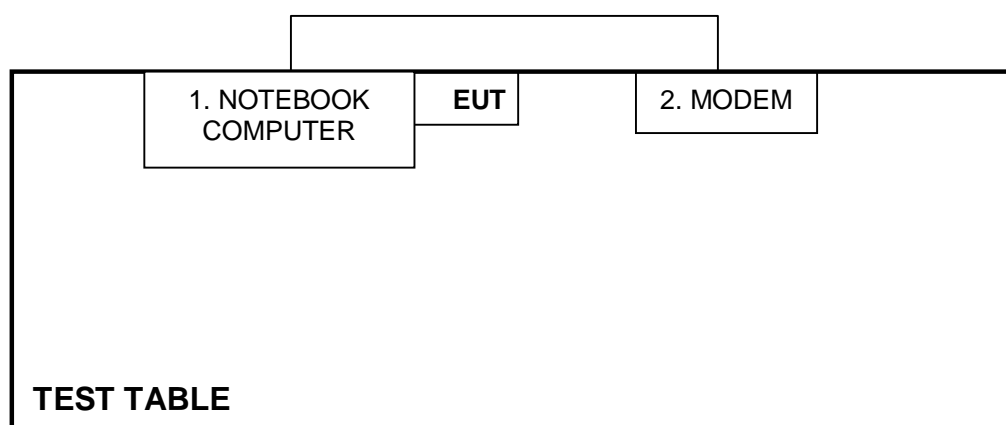 1. NOTEBOOK
COMPUTER
EUT
2. MODEM
TEST TABLE